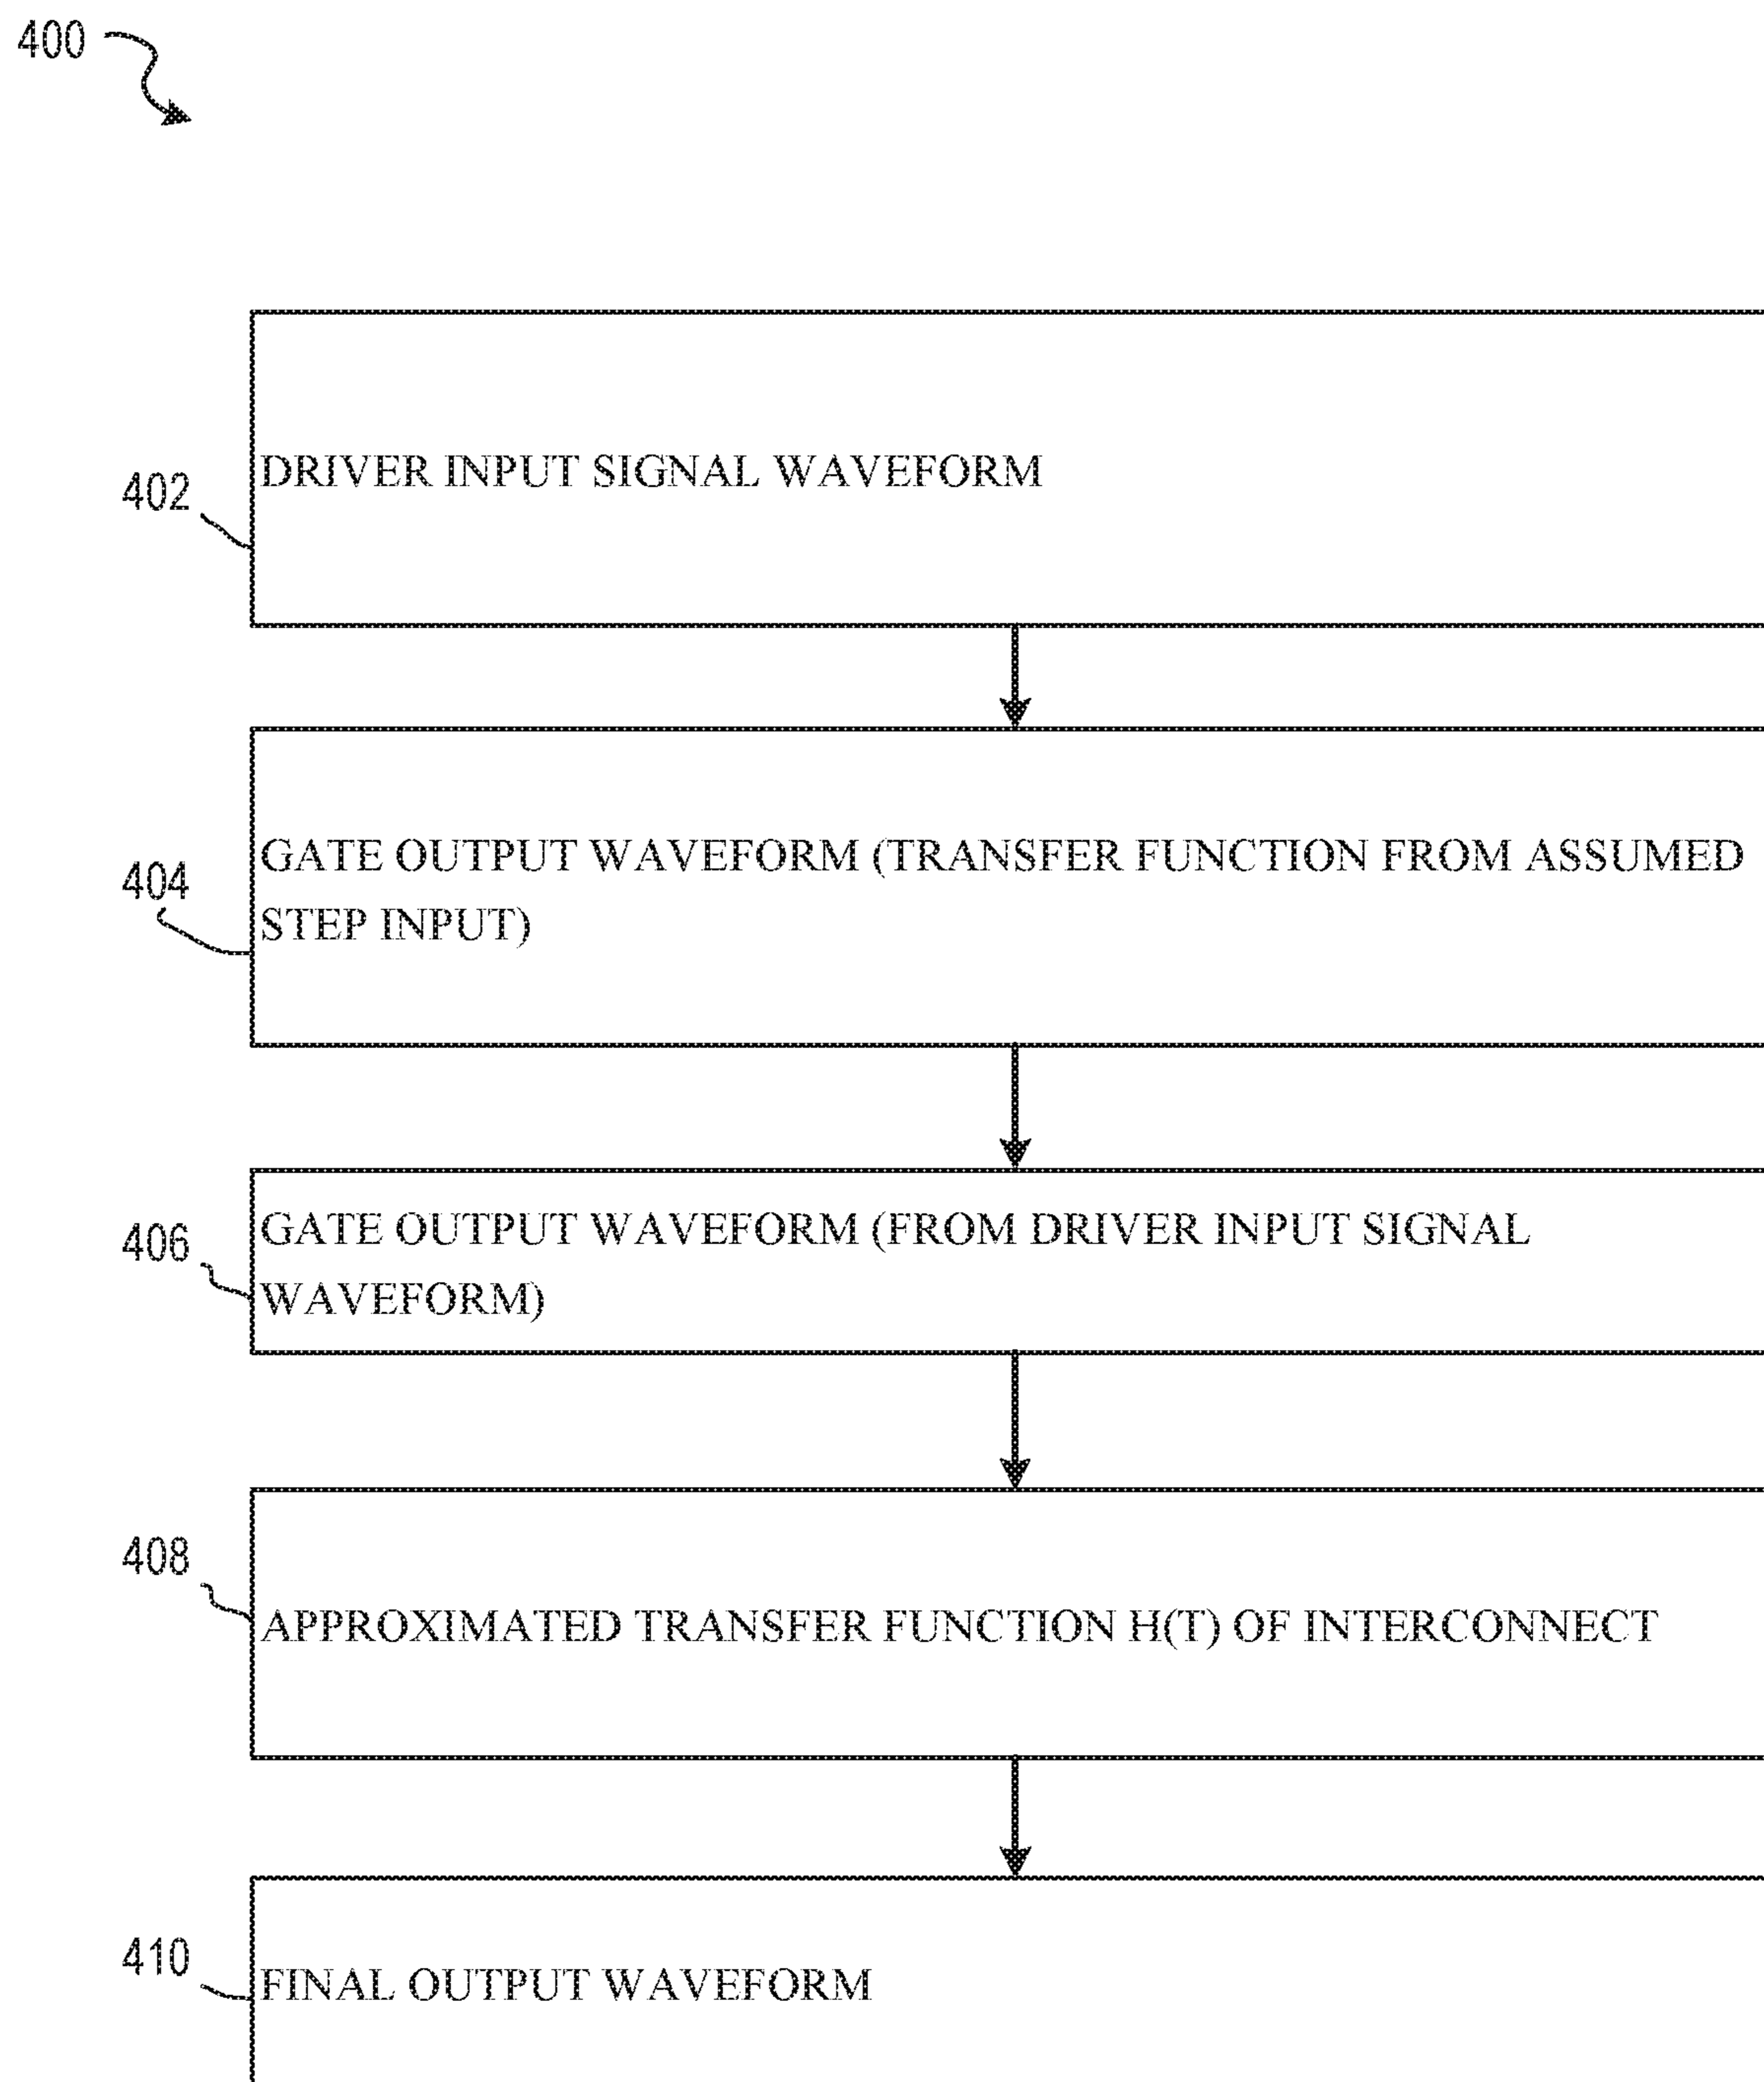 400
402
DRIVER INPUT SIGNAL WAVEFORM
404
GATE OUTPUT WAVEFORM (TRANSFER FUNCTION FROM ASSUMED
STEP INPUT)
406
GATE OUTPUT WAVEFORM (FROM DRIVER INPUT SIGNAL
WAVEFORM)
408
APPROXIMATED TRANSFER FUNCTION H(T) OF INTERCONNECT
410
FINAL OUTPUT WAVEFORM